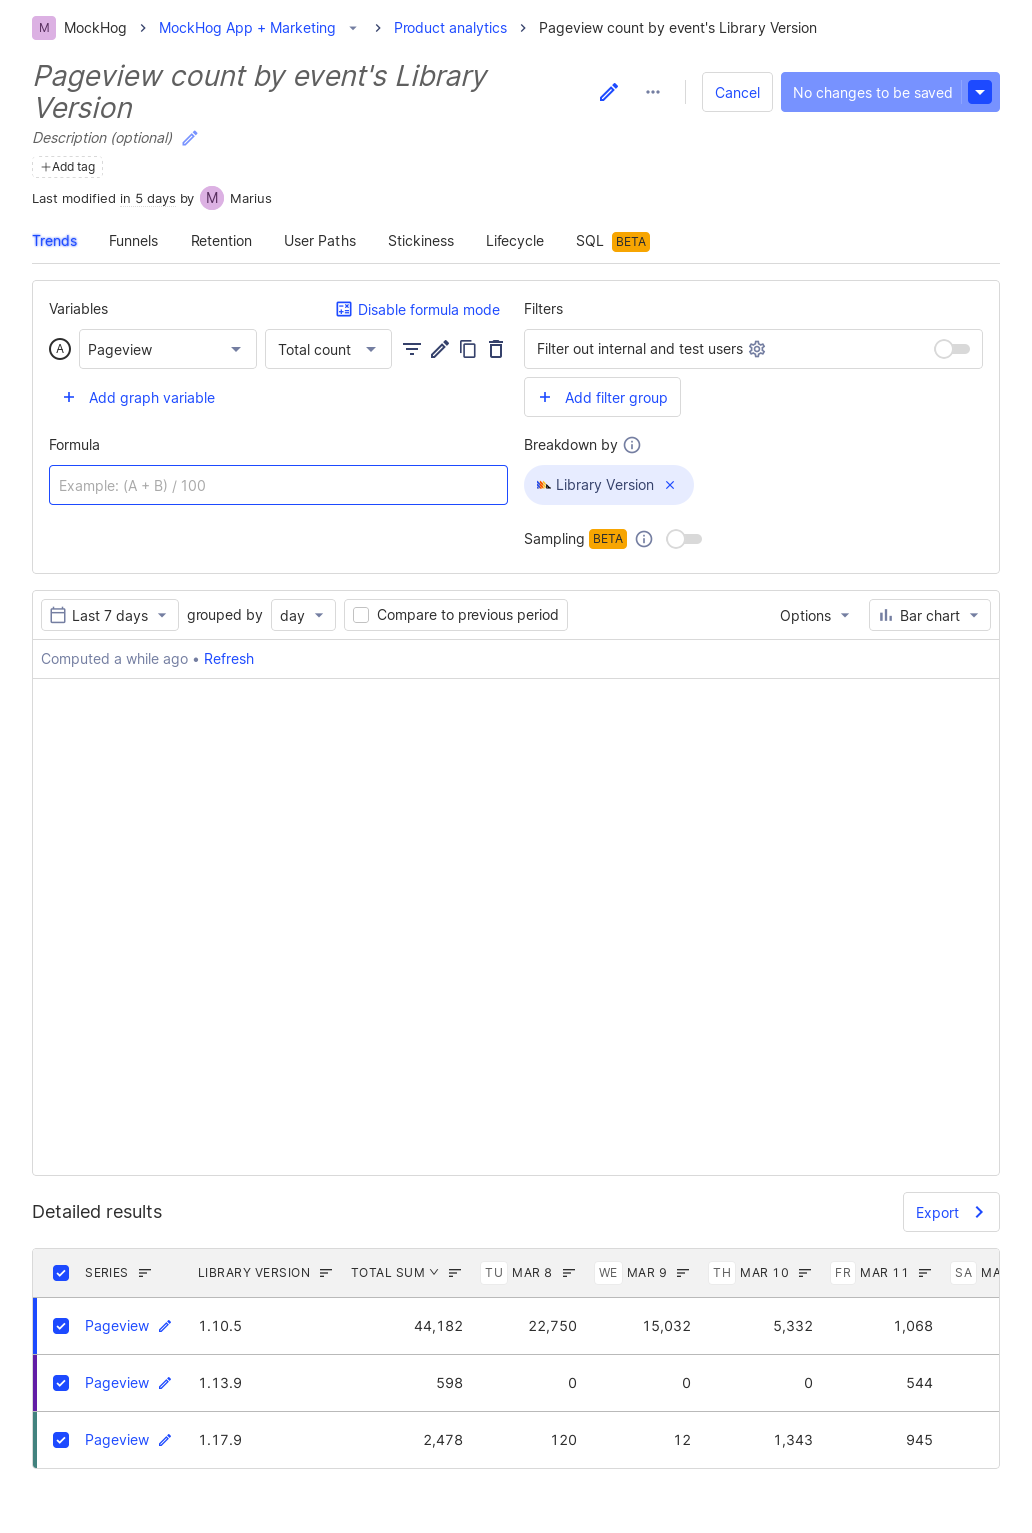 M MockHog > MockHog App + Marketing > Product analytics > Pageview count by event's Library Version
Pageview count by event's Library
Version
Cancel
No changes to be saved
Description (optional)
Add tag
Last modified in 5 days by M Marius
Trends Funnels Retention User Paths Stickiness Lifecycle SQL BETA
Variables
Disable formula mode
A Pageview Total count
Add graph variable
Formula
Example: (A + B) / 100
Filters
Filter out internal and test users
Add filter group
Breakdown by
Library Version
Sampling BETA
Last 7 days grouped by day Compare to previous period Options Bar chart
Computed a while ago • Refresh
Detailed results
Export
SERIES LIBRARY VERSION TOTAL SUM TU MAR 8 WE MAR 9 TH MAR 10 FR MAR 11 SA MA
Pageview 1.10.5 44,182 22,750 15,032 5,332 1,068
Pageview 1.13.9 598 0 0 0 544
Pageview 1.17.9 2,478 120 12 1,343 945